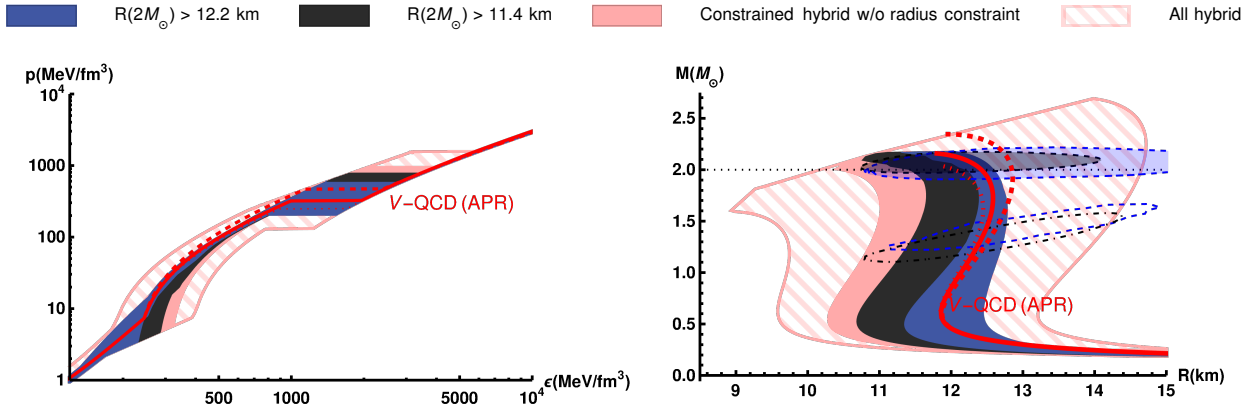 R(2M⊙) > 12.2 km R(2M⊙) > 11.4 km Constrained hybrid w/o radius constraint All hybrid
p(MeV/fm³)
10⁴
1000
100
10
1
500 1000 10⁴
ϵ(MeV/fm³)
V−QCD (APR)
M(M⊙)
2.5
2.0
1.5
1.0
0.5
0.0
9 10 11 12 13 14 15
R(km)
V−QCD (APR)